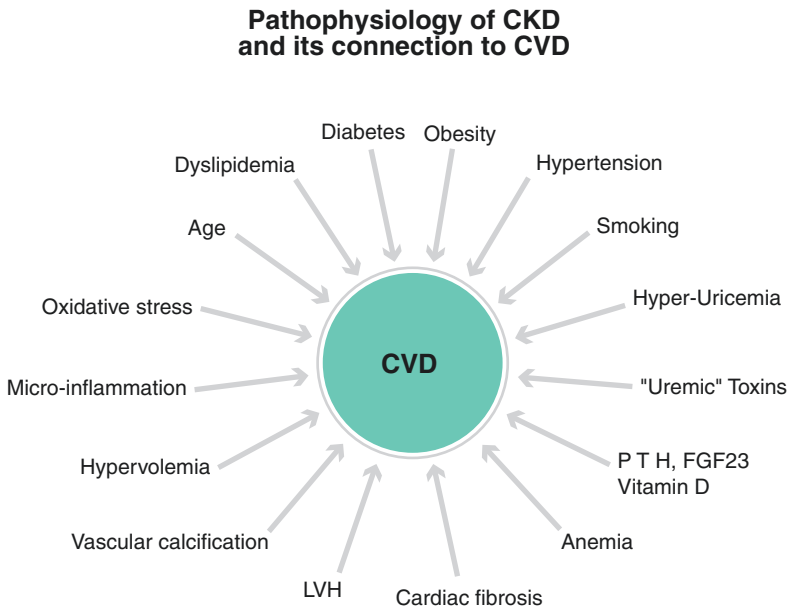 Pathophysiology of CKD
and its connection to CVD
Diabetes
Obesity
Dyslipidemia
Hypertension
Age
Smoking
Oxidative stress
Hyper-Uricemia
CVD
Micro-inflammation
"Uremic" Toxins
Hypervolemia
P T H, FGF23
Vitamin D
Vascular calcification
Anemia
LVH
Cardiac fibrosis